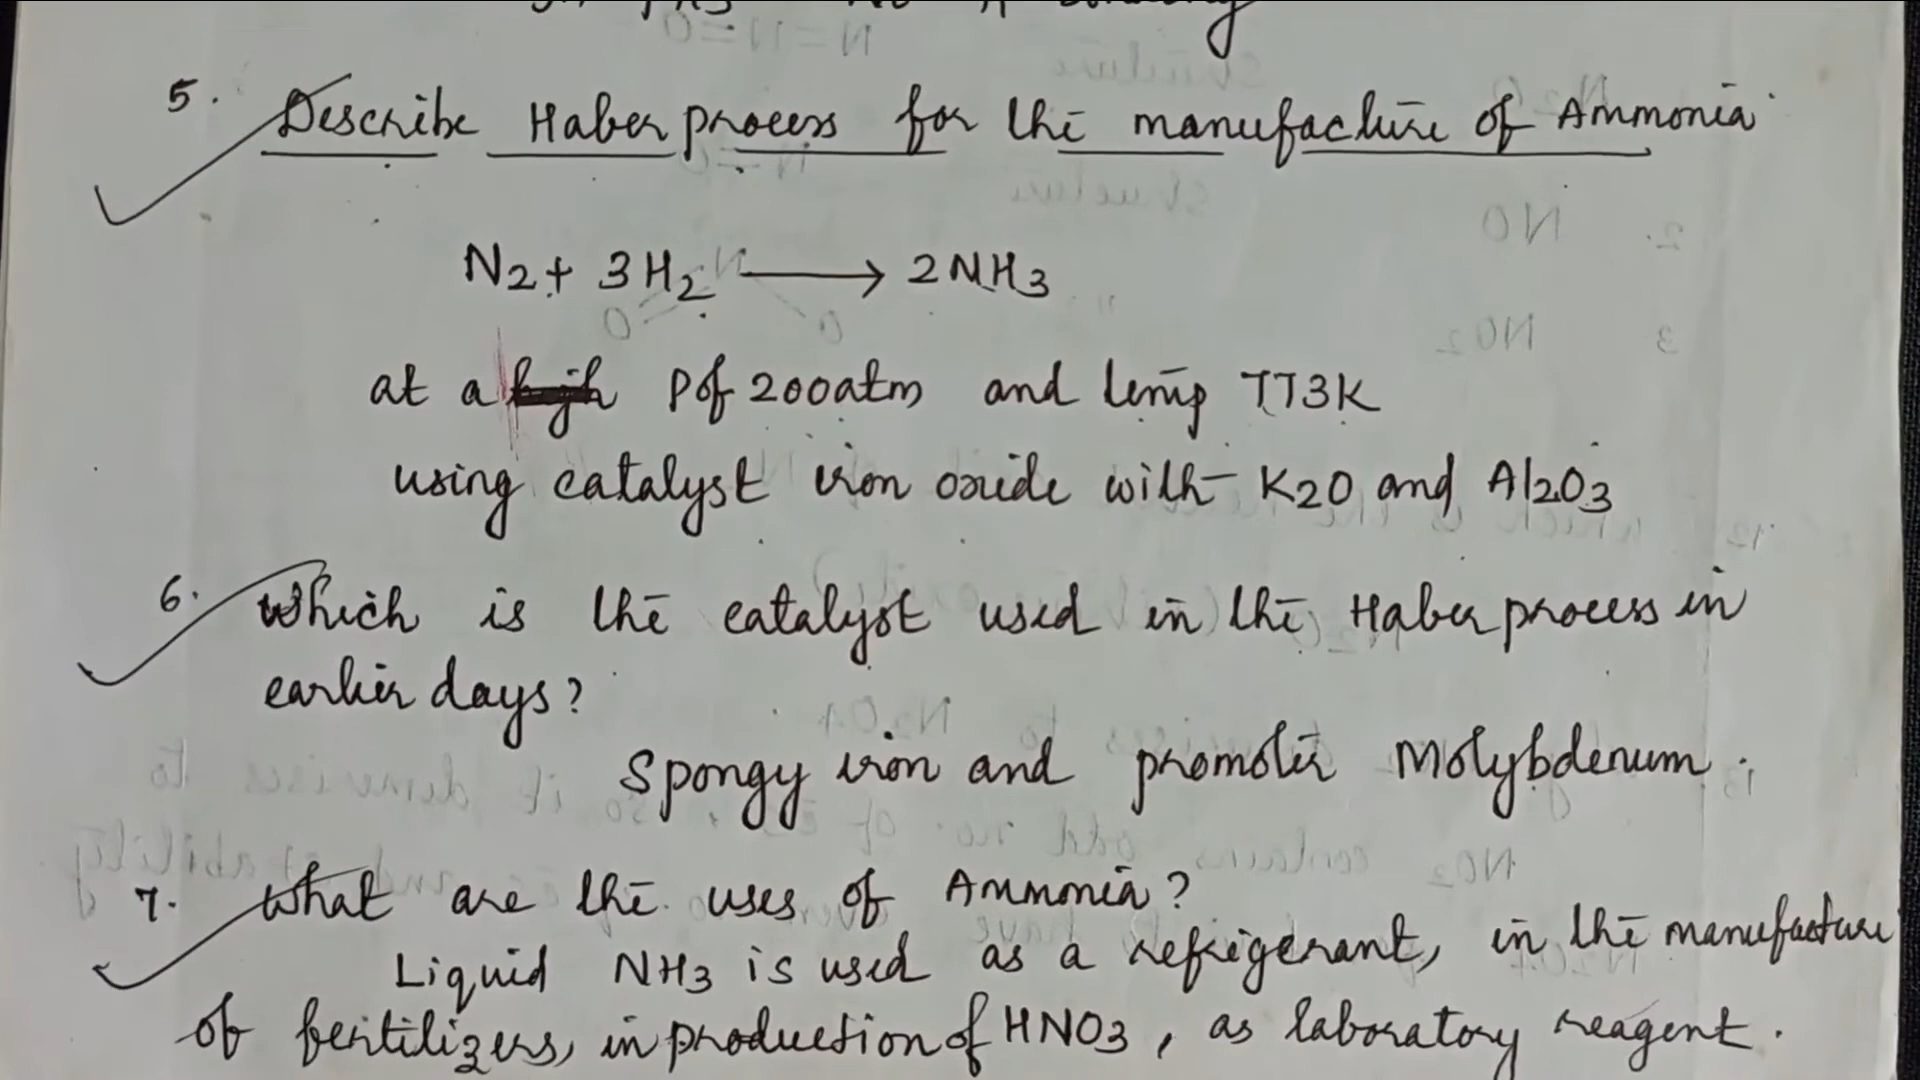 5. Describe Haber process for the manufacture of Ammonia
N2 + 3H2 → 2NH3
at a high P of 200atm and temp 773K
using catalyst iron oxide with K2O and Al2O3
6. Which is the catalyst used in the Haber process in
earlier days?
Spongy iron and promoter Molybdenum.
7. What are the uses of Ammonia?
Liquid NH3 is used as a refrigerant, in the manufacture
of fertilizers, in production of HNO3, as laboratory reagent.